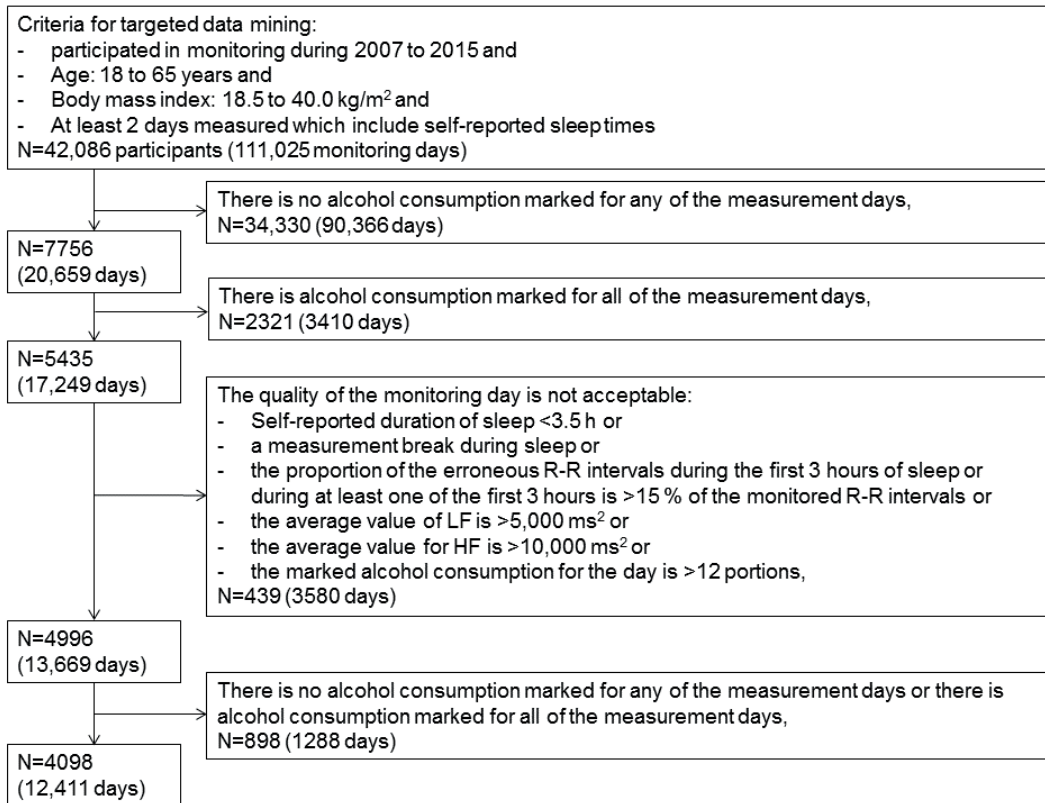 Criteria for targeted data mining:
- participated in monitoring during 2007 to 2015 and
- Age: 18 to 65 years and
- Body mass index: 18.5 to 40.0 kg/m² and
- At least 2 days measured which include self-reported sleep times
N=42,086 participants (111,025 monitoring days)
There is no alcohol consumption marked for any of the measurement days,
N=34,330 (90,366 days)
N=7756
(20,659 days)
There is alcohol consumption marked for all of the measurement days,
N=2321 (3410 days)
N=5435
(17,249 days)
The quality of the monitoring day is not acceptable:
- Self-reported duration of sleep <3.5 h or
- a measurement break during sleep or
- the proportion of the erroneous R-R intervals during the first 3 hours of sleep or
during at least one of the first 3 hours is >15 % of the monitored R-R intervals or
- the average value of LF is >5,000 ms² or
- the average value for HF is >10,000 ms² or
- the marked alcohol consumption for the day is >12 portions,
N=439 (3580 days)
N=4996
(13,669 days)
There is no alcohol consumption marked for any of the measurement days or there is
alcohol consumption marked for all of the measurement days,
N=898 (1288 days)
N=4098
(12,411 days)